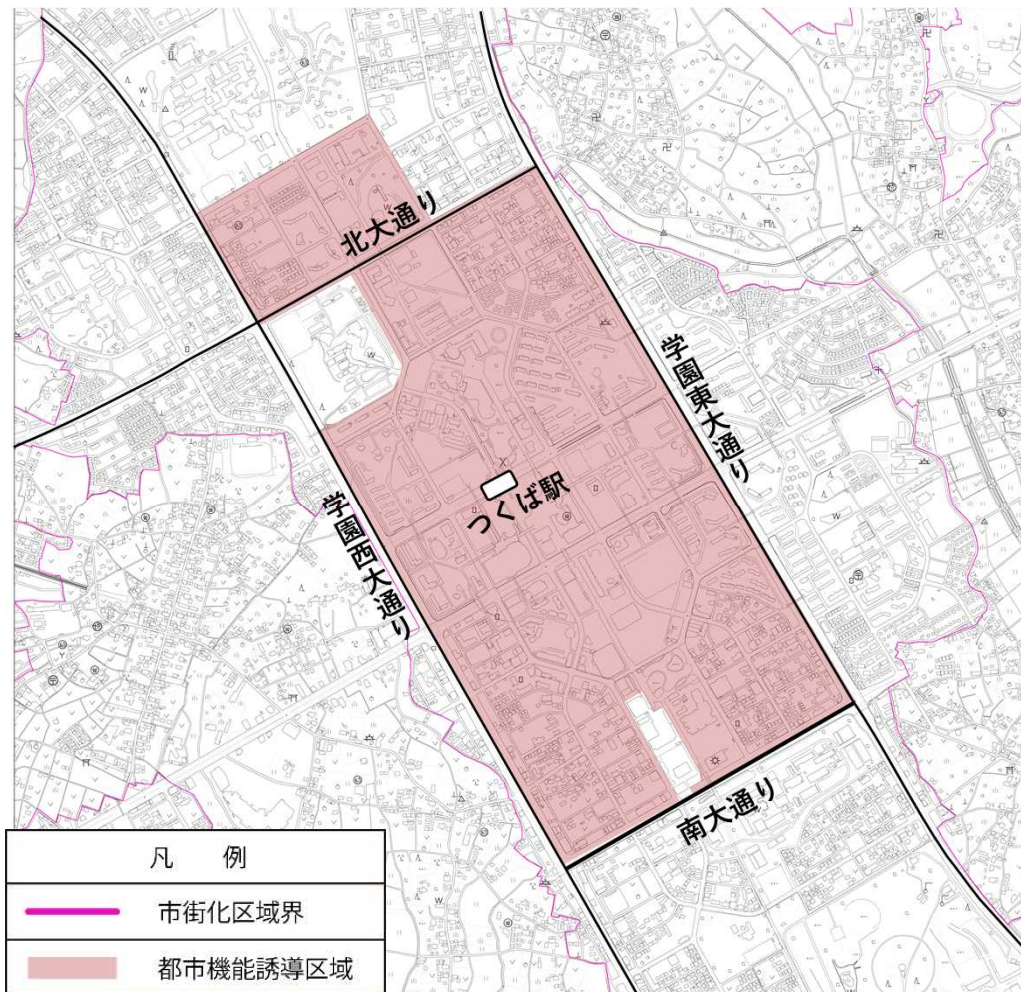 北大通り
学園東大通り
つくば駅
学園西大通り
南大通り
凡 例
市街化区域界
都市機能誘導区域